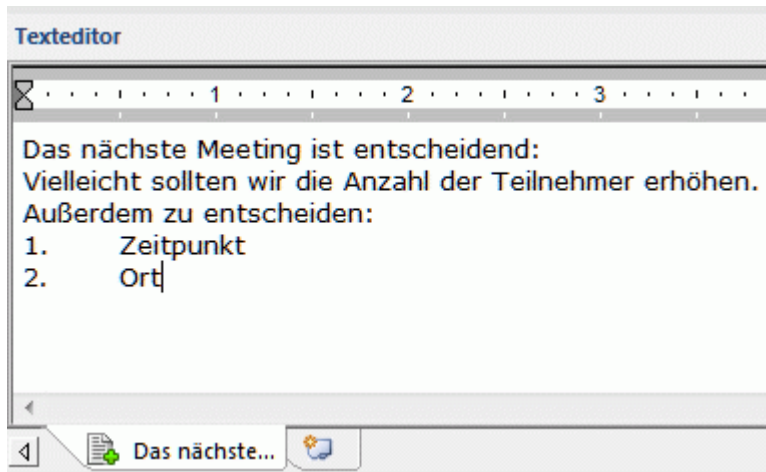 Texteditor
1 2 3
Das nächste Meeting ist entscheidend:
Vielleicht sollten wir die Anzahl der Teilnehmer erhöhen.
Außerdem zu entscheiden:
1. Zeitpunkt
2. Ort
Das nächste...